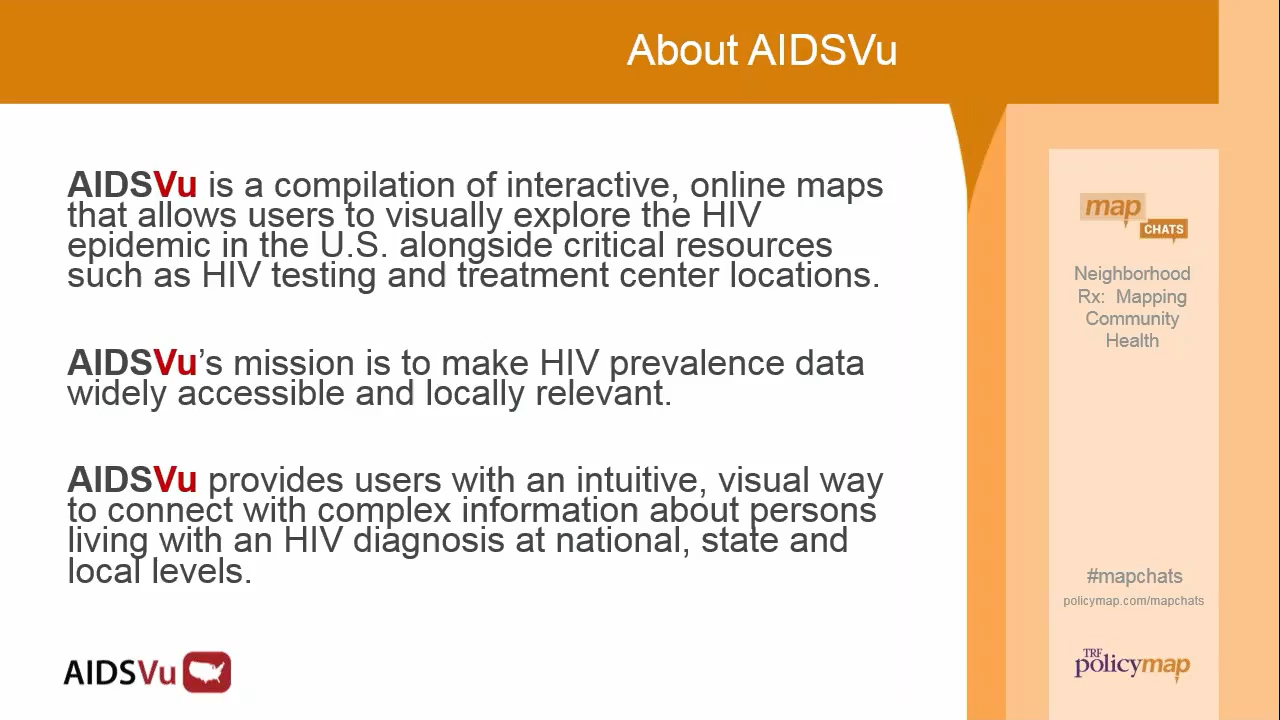 About AIDSVu
AIDSVu is a compilation of interactive, online maps
that allows users to visually explore the HIV
epidemic in the U.S. alongside critical resources
such as HIV testing and treatment center locations.
AIDSVu’s mission is to make HIV prevalence data
widely accessible and locally relevant.
AIDSVu provides users with an intuitive, visual way
to connect with complex information about persons
living with an HIV diagnosis at national, state and
local levels.
AIDSVu
map
CHATS
Neighborhood
Rx: Mapping
Community
Health
#mapchats
policymap.com/mapchats
TRF
policymap